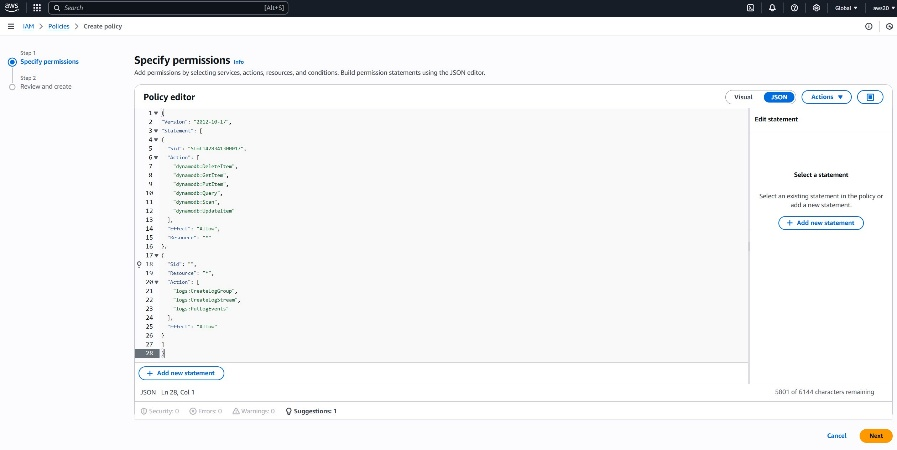 aws
Search
[Alt+S]
Global
aws20
IAM > Policies > Create policy
Step 1
Specify permissions
Step 2
Review and create
Specify permissions Info
Add permissions by selecting services, actions, resources, and conditions. Build permission statements using the JSON editor.
Policy editor
Visual
JSON
Actions
1 {
2 "Version": "2012-10-17",
3 "Statement": [
4 {
5 "Sid":
6 "Action": [
7 "dynamodb:DeleteItem",
8 "dynamodb:GetItem",
9 "dynamodb:PutItem",
10 "dynamodb:Query",
11 "dynamodb:Scan",
12 "dynamodb:UpdateItem"
13 ],
14 "Effect": "Allow",
15 "Resource": "*"
16 },
17 {
18 "Sid": "",
19 "Resource": "*",
20 "Action": [
21 "logs:CreateLogGroup",
22 "logs:CreateLogStream",
23 "logs:PutLogEvents"
24 ],
25 "Effect": "Allow"
26 }
27 ]
28 }
Edit statement
Select a statement
Select an existing statement in the policy or
add a new statement.
+ Add new statement
+ Add new statement
JSON Ln 28, Col 1
5801 of 6144 characters remaining
Security: 0
Errors: 0
Warnings: 0
Suggestions: 1
Cancel
Next